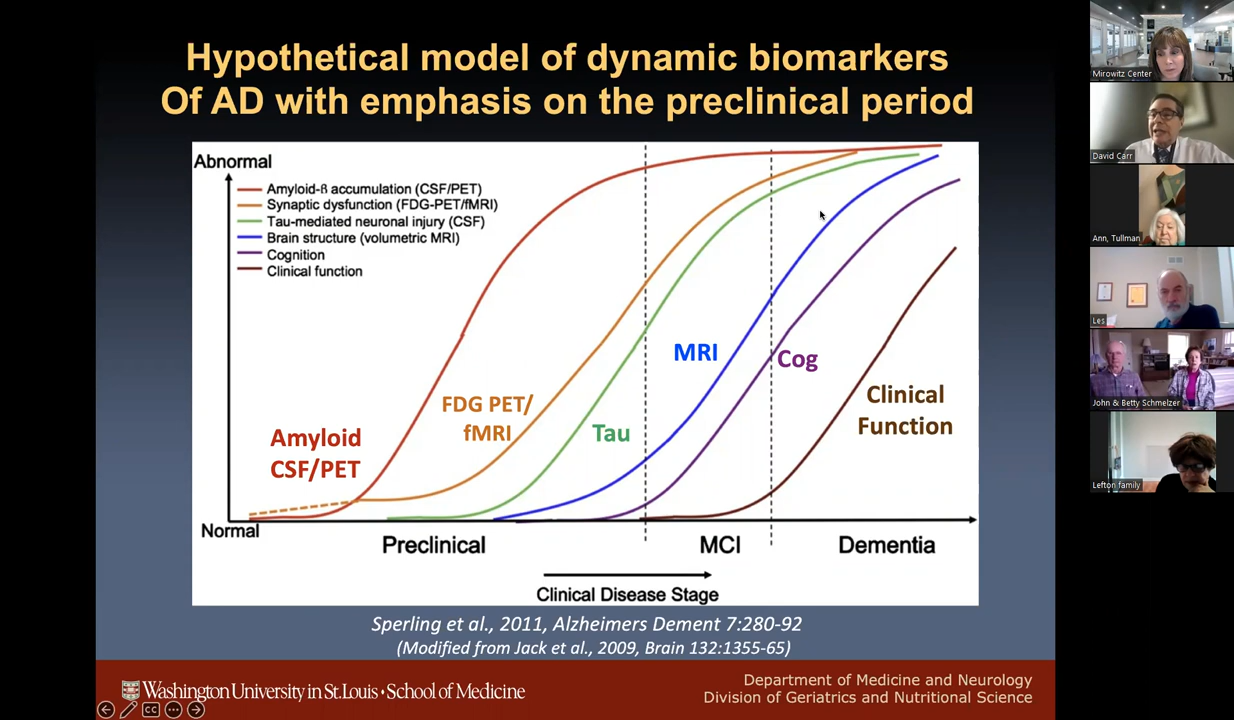 Hypothetical model of dynamic biomarkers
Of AD with emphasis on the preclinical period
Abnormal
Amyloid-ß accumulation (CSF/PET)
Synaptic dysfunction (FDG-PET/fMRI)
Tau-mediated neuronal injury (CSF)
Brain structure (volumetric MRI)
Cognition
Clinical function
Amyloid
CSF/PET
FDG PET/
fMRI
Tau
MRI
Cog
Clinical
Function
Normal
Preclinical
MCI
Dementia
Clinical Disease Stage
Sperling et al., 2011, Alzheimers Dement 7:280-92
(Modified from Jack et al., 2009, Brain 132:1355-65)
Washington University in St. Louis • School of Medicine
Department of Medicine and Neurology
Division of Geriatrics and Nutritional Science
CC
Mirowitz Center
David Carr
Ann, Tullman
Les
John & Betty Schmelzer
Lefton family